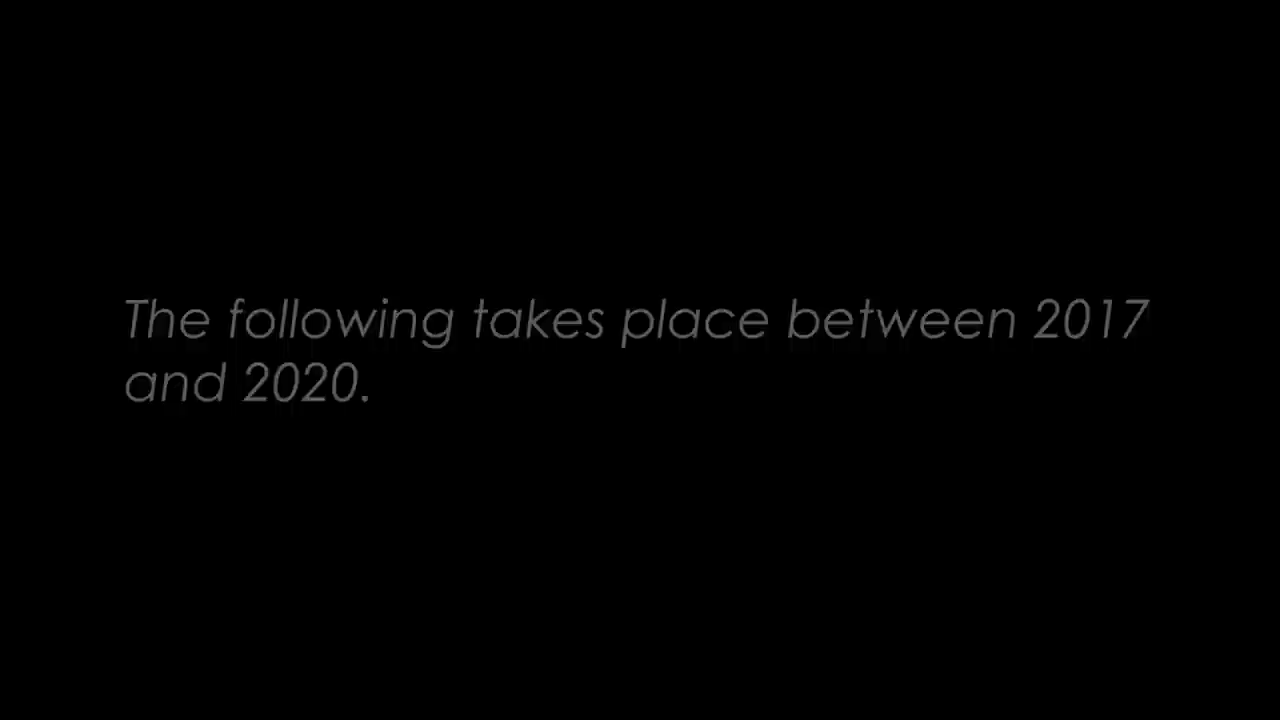 The following takes place between 2017
and 2020.